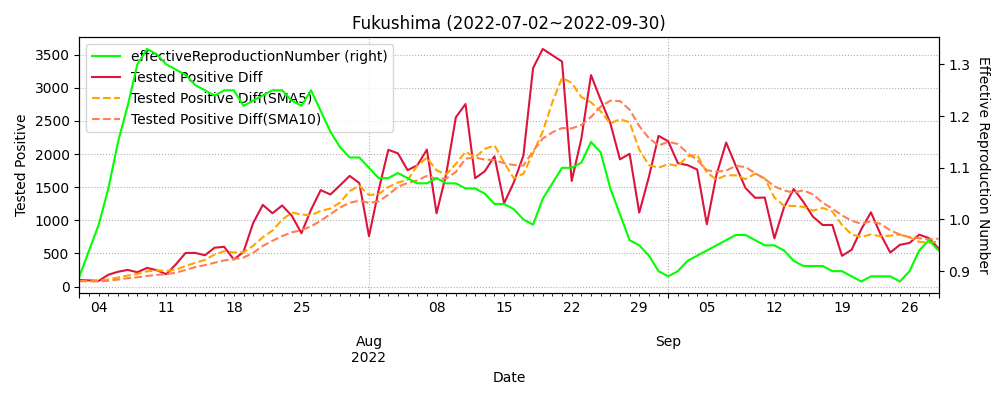 Fukushima (2022-07-02~2022-09-30)
effectiveReproductionNumber (right)
Tested Positive Diff
Tested Positive Diff(SMA5)
Tested Positive Diff(SMA10)
Tested Positive
3500
3000
2500
2000
1500
1000
500
0
1.3
1.2
1.1
1.0
0.9
Effective Reproduction Number
04 11 18 25 08 15 22 29 05 12 19 26
Aug Sep
2022
Date